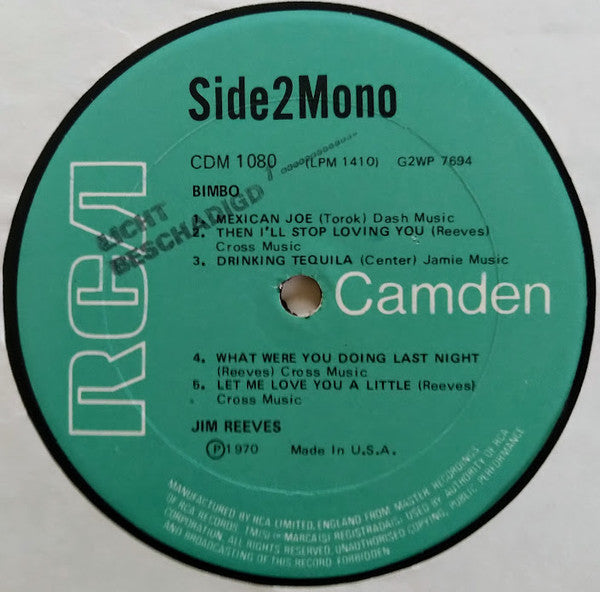 Side2Mono
CDM 1080 (LPM 1410) G2WP 7694
BIMBO
LICHT
BESCHADIGD
1. MEXICAN JOE (Torok) Dash Music
2. THEN I'LL STOP LOVING YOU (Reeves)
Cross Music
3. DRINKING TEQUILA (Center) Jamie Music
RCA
Camden
4. WHAT WERE YOU DOING LAST NIGHT
(Reeves) Cross Music
5. LET ME LOVE YOU A LITTLE (Reeves)
Cross Music
JIM REEVES
Ⓟ1970 Made In U.S.A.
MANUFACTURED BY RCA LIMITED, ENGLAND FROM MASTER RECORDINGS
OF RCA RECORDS. TM(S) ® MARCA(S) REGISTRADA(S) USED BY AUTHORITY OF RCA
CORPORATION. ALL RIGHTS RESERVED. UNAUTHORISED COPYING, PUBLIC PERFORMANCE
AND BROADCASTING OF THIS RECORD FORBIDDEN